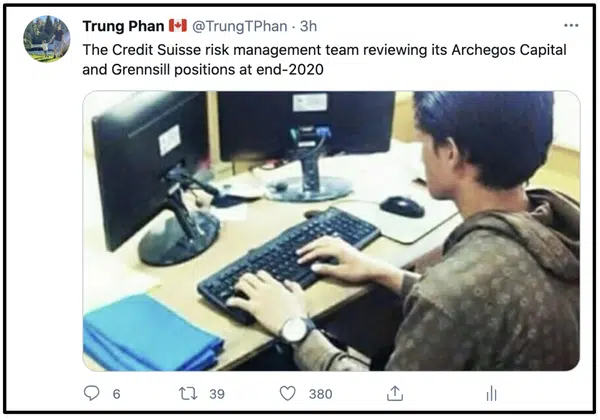 Trung Phan 🇨🇦 @TrungTPhan · 3h
The Credit Suisse risk management team reviewing its Archegos Capital
and Grennsill positions at end-2020
6 39 380